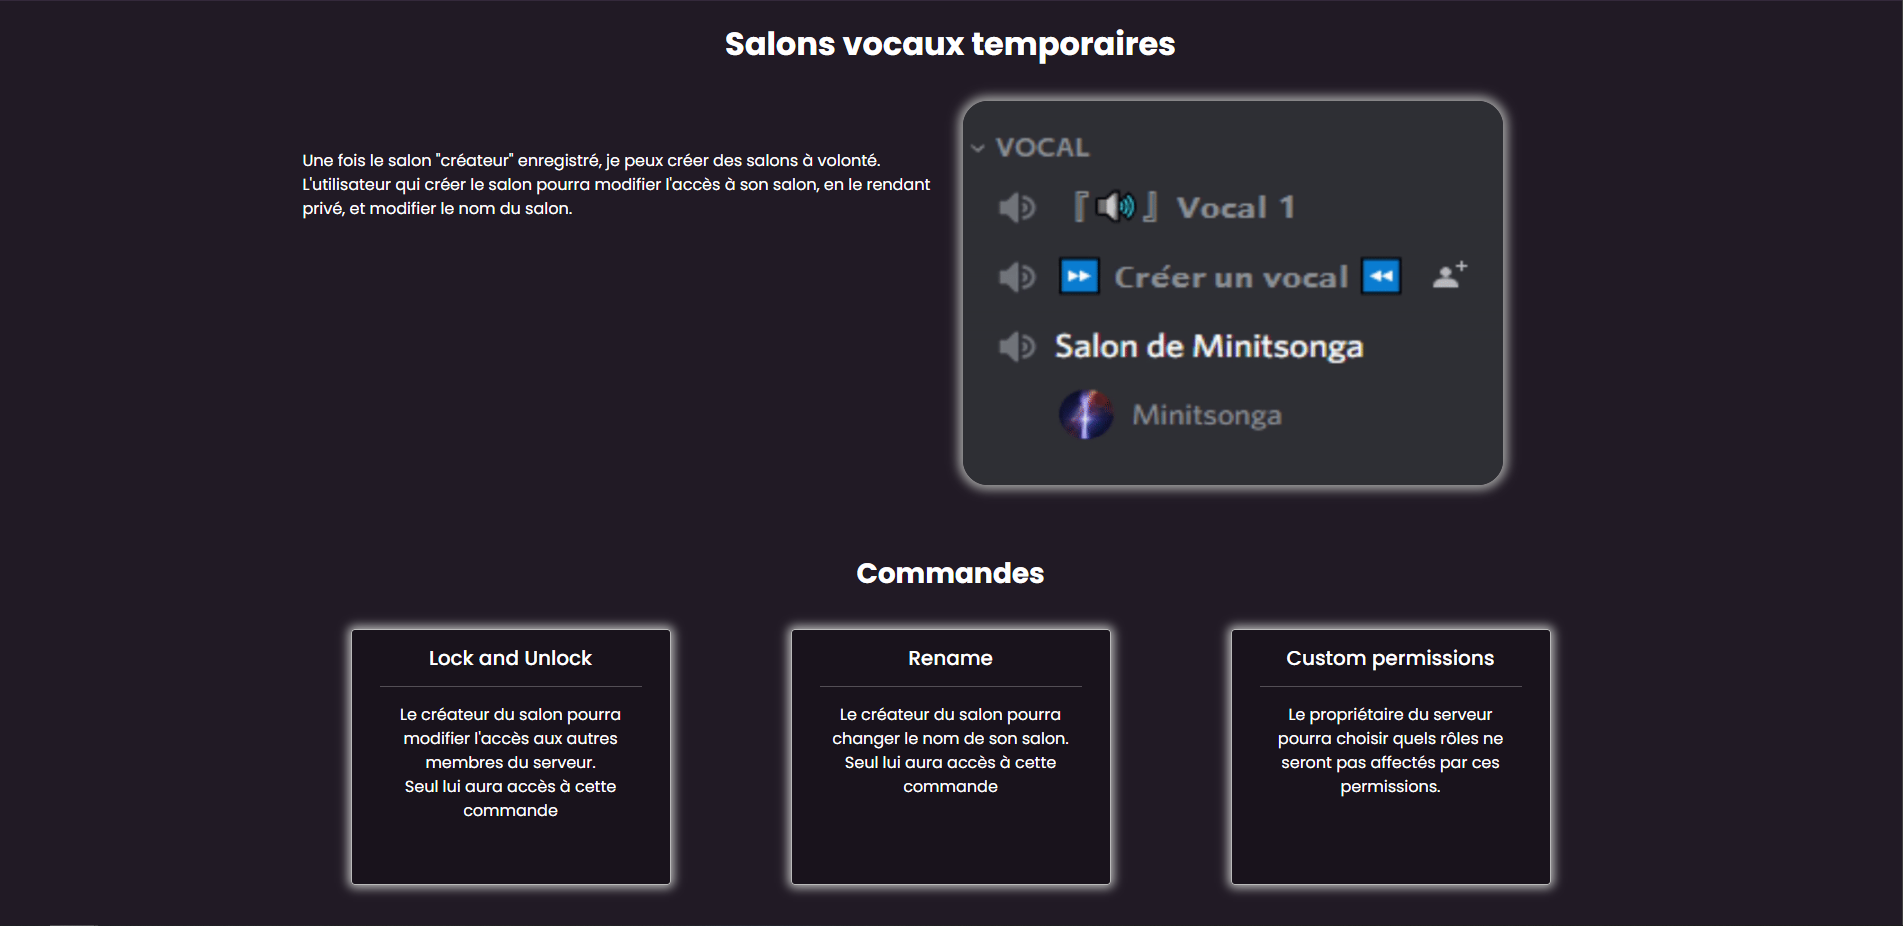 Salons vocaux temporaires
Une fois le salon "créateur" enregistré, je peux créer des salons à volonté.
L'utilisateur qui créer le salon pourra modifier l'accès à son salon, en le rendant
privé, et modifier le nom du salon.
VOCAL
『🔊』 Vocal 1
⏩ Créer un vocal ⏪
Salon de Minitsonga
Minitsonga
Commandes
Lock and Unlock
Le créateur du salon pourra
modifier l'accès aux autres
membres du serveur.
Seul lui aura accès à cette
commande
Rename
Le créateur du salon pourra
changer le nom de son salon.
Seul lui aura accès à cette
commande
Custom permissions
Le propriétaire du serveur
pourra choisir quels rôles ne
seront pas affectés par ces
permissions.